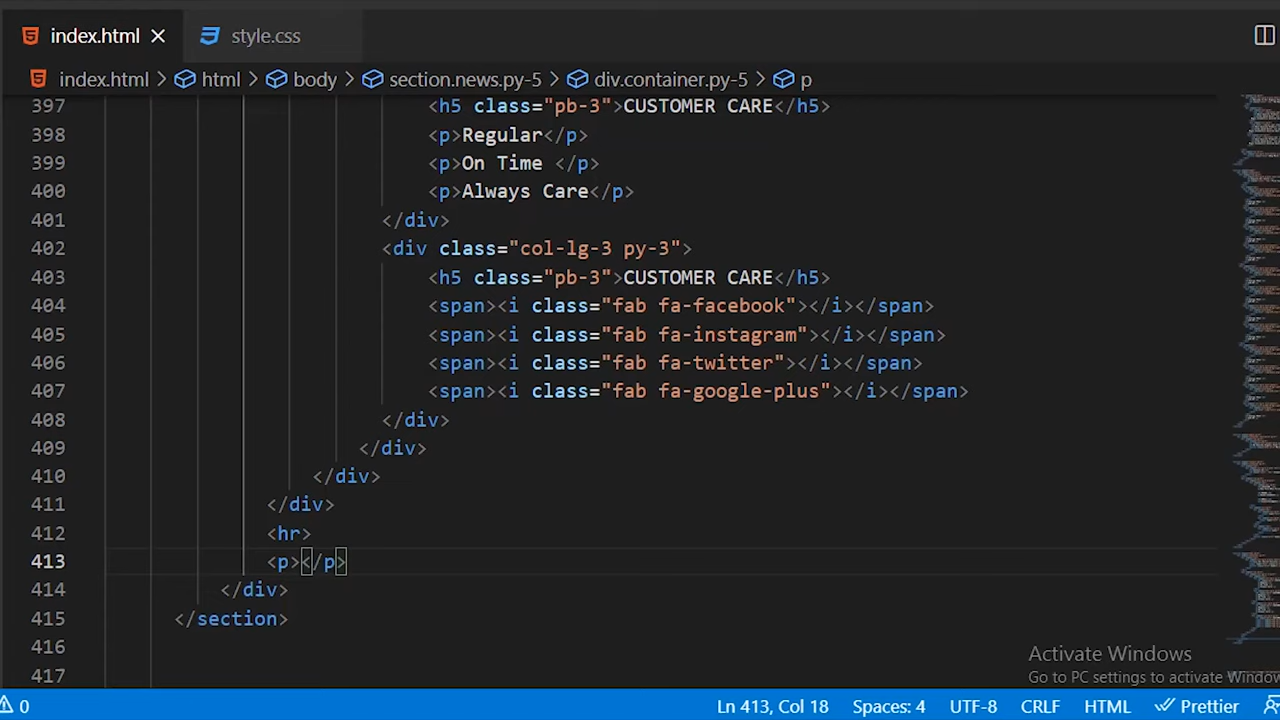 index.html
style.css
index.html > html > body > section.news.py-5 > div.container.py-5 > p
397 <h5 class="pb-3">CUSTOMER CARE</h5>
398 <p>Regular</p>
399 <p>On Time </p>
400 <p>Always Care</p>
401 </div>
402 <div class="col-lg-3 py-3">
403 <h5 class="pb-3">CUSTOMER CARE</h5>
404 <span><i class="fab fa-facebook"></i></span>
405 <span><i class="fab fa-instagram"></i></span>
406 <span><i class="fab fa-twitter"></i></span>
407 <span><i class="fab fa-google-plus"></i></span>
408 </div>
409 </div>
410 </div>
411 </div>
412 <hr>
413 <p></p>
414 </div>
415 </section>
416
417
Activate Windows
Go to PC settings to activate Window
0 Ln 413, Col 18 Spaces: 4 UTF-8 CRLF HTML Prettier